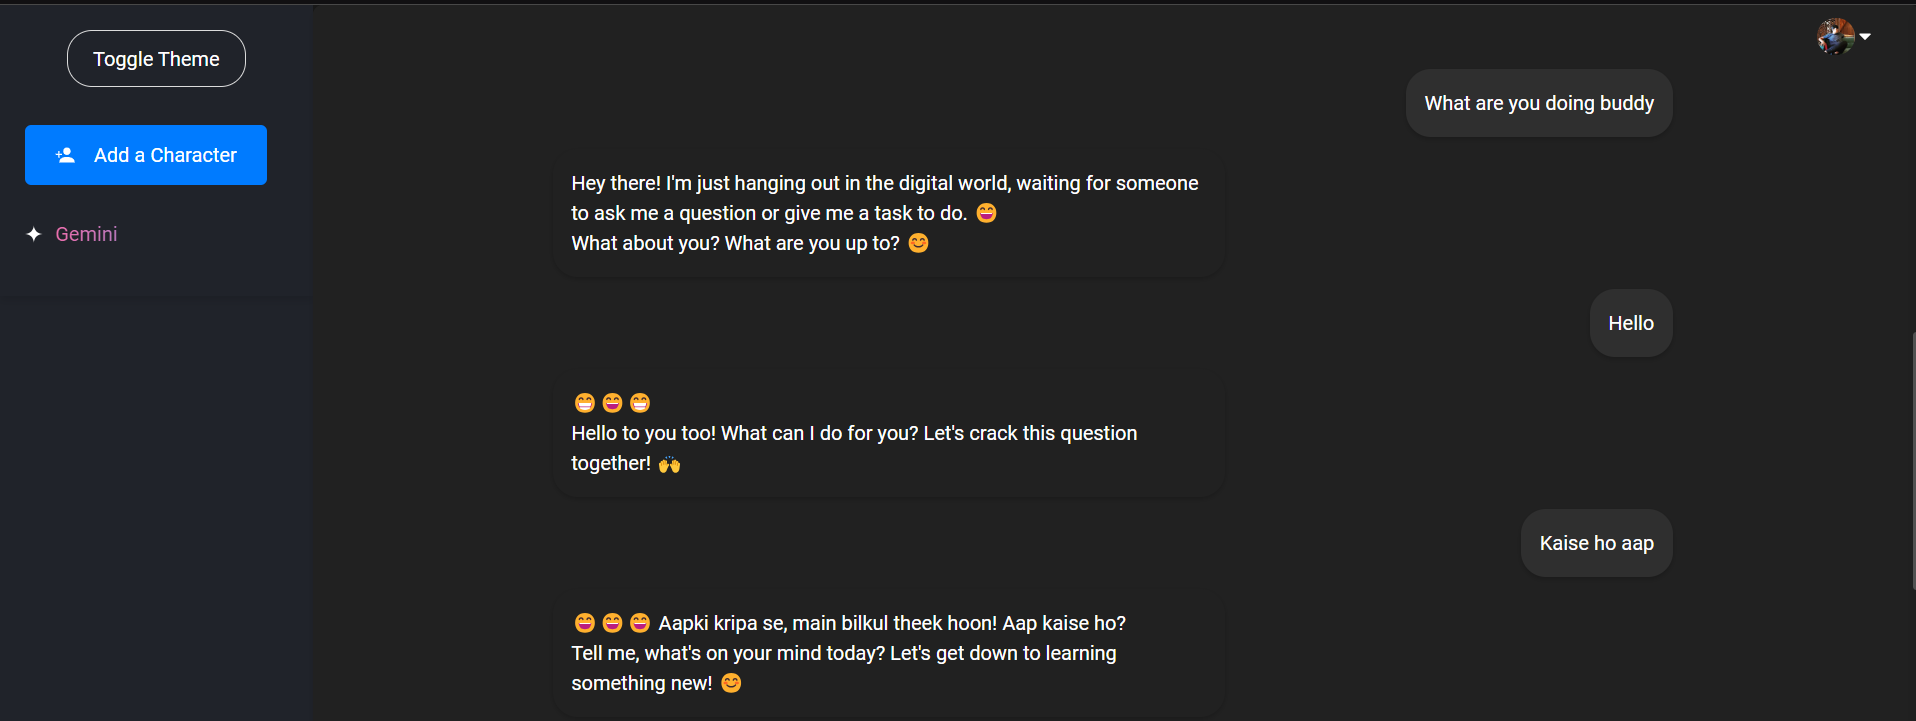 Toggle Theme
Add a Character
Gemini
What are you doing buddy
Hey there! I'm just hanging out in the digital world, waiting for someone
to ask me a question or give me a task to do. 😄
What about you? What are you up to? 😊
Hello
😁😄😁
Hello to you too! What can I do for you? Let's crack this question
together! 🙌
Kaise ho aap
😄😄😄 Aapki kripa se, main bilkul theek hoon! Aap kaise ho?
Tell me, what's on your mind today? Let's get down to learning
something new! 😊